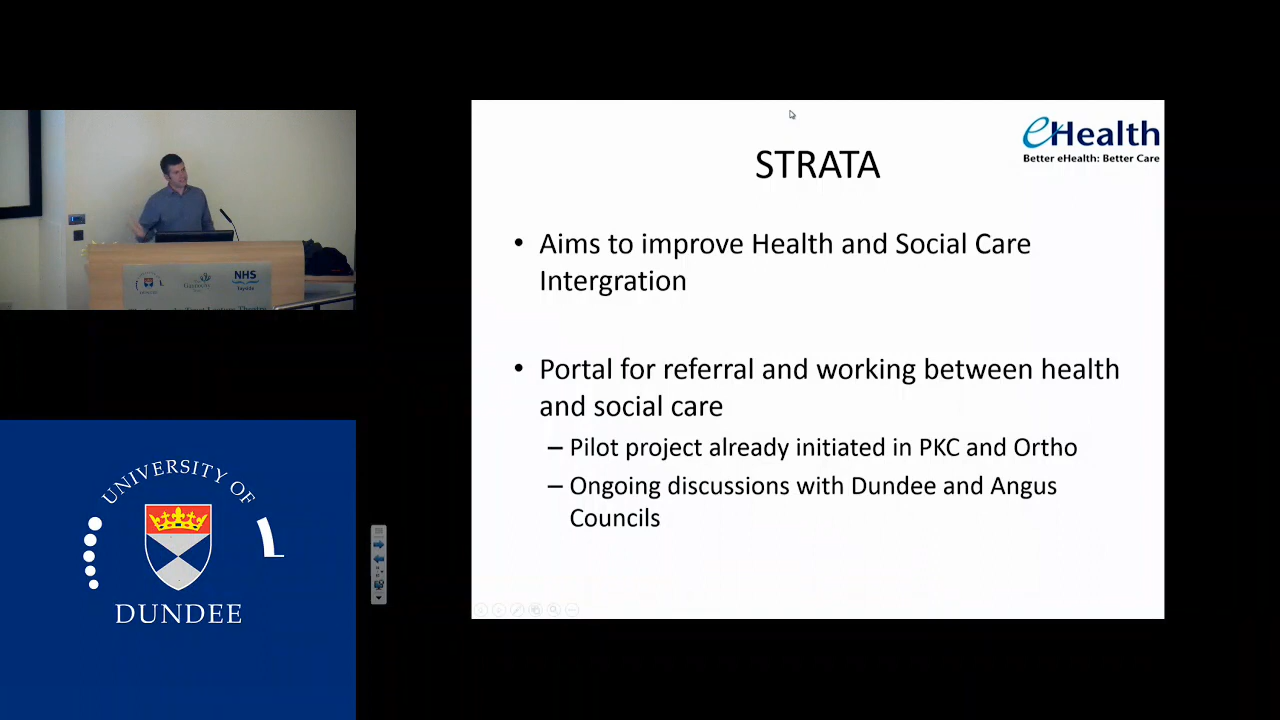 NHS
Tayside
UNIVERSITY OF
DUNDEE
eHealth
Better eHealth: Better Care
STRATA
• Aims to improve Health and Social Care
Intergration
• Portal for referral and working between health
and social care
– Pilot project already initiated in PKC and Ortho
– Ongoing discussions with Dundee and Angus
Councils